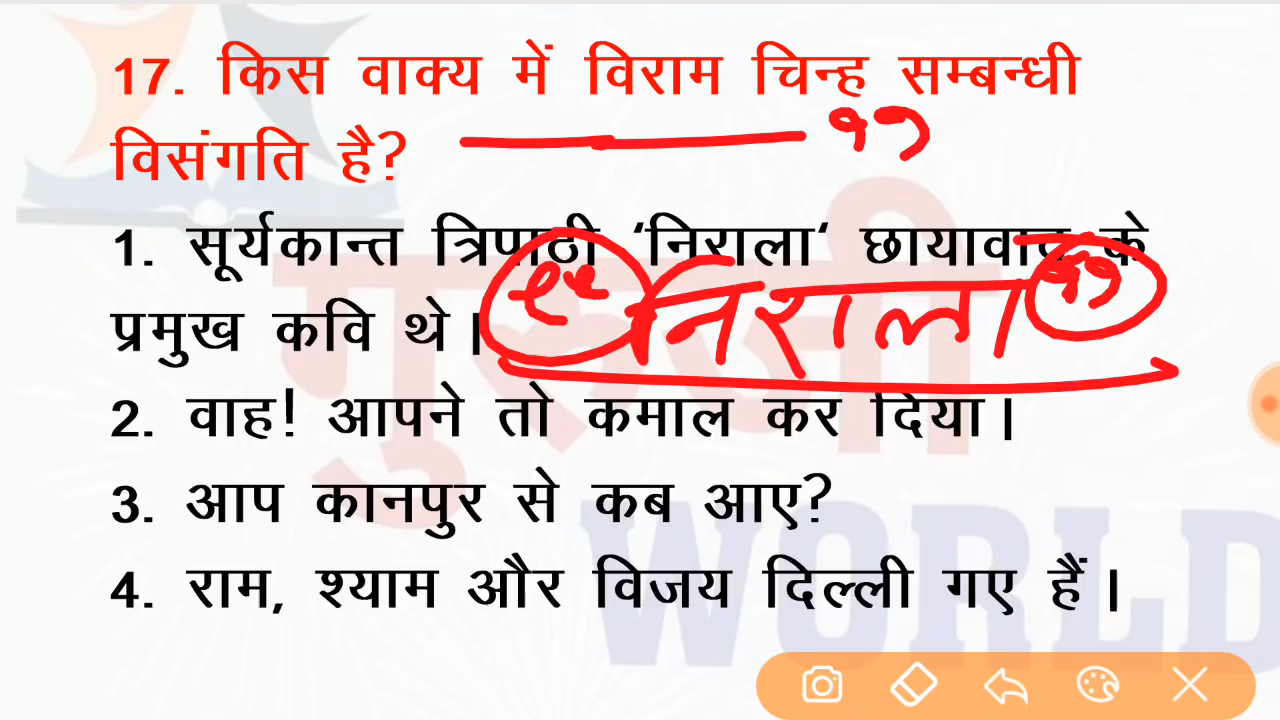 17. किस वाक्य में विराम चिन्ह सम्बन्धी
विसंगति है?
1. सूर्यकान्त त्रिपाठी ‘निराला‘ छायावाद के
प्रमुख कवि थे।
निराला
2. वाह! आपने तो कमाल कर दिया।
3. आप कानपुर से कब आए?
4. राम, श्याम और विजय दिल्ली गए हैं।
गुरुजी
WORLD